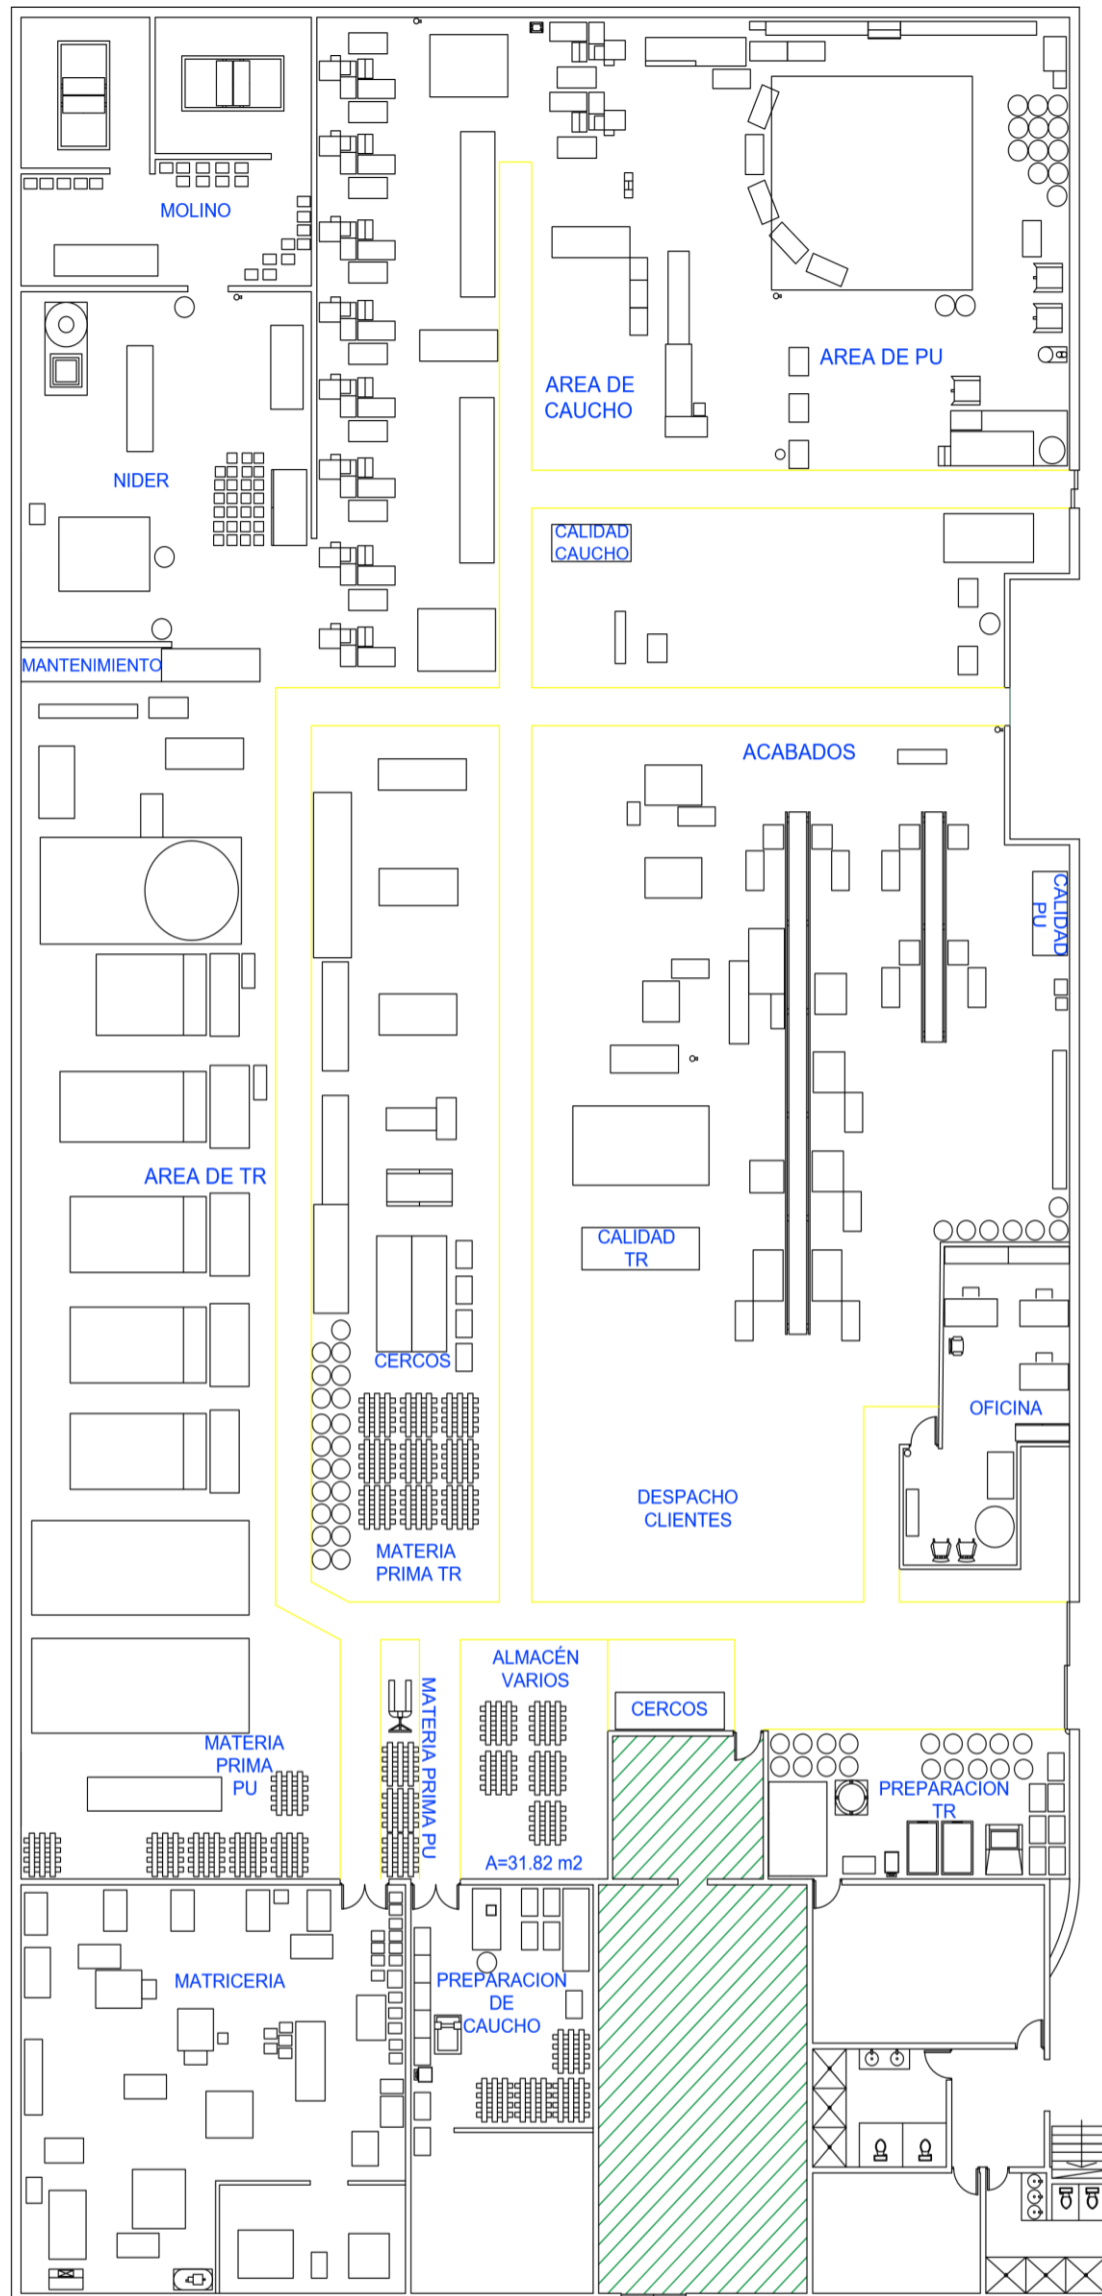 MOLINO
AREA DE PU
AREA DE
CAUCHO
NIDER
CALIDAD
CAUCHO
MANTENIMIENTO
ACABADOS
CALIDAD
PU
AREA DE TR
CALIDAD
TR
CERCOS
OFICINA
DESPACHO
CLIENTES
MATERIA
PRIMA TR
ALMACÉN
VARIOS
MATERIA PRIMA PU
CERCOS
MATERIA
PRIMA
PU
PREPARACION
TR
A=31.82 m2
MATRICERIA
PREPARACION
DE
CAUCHO